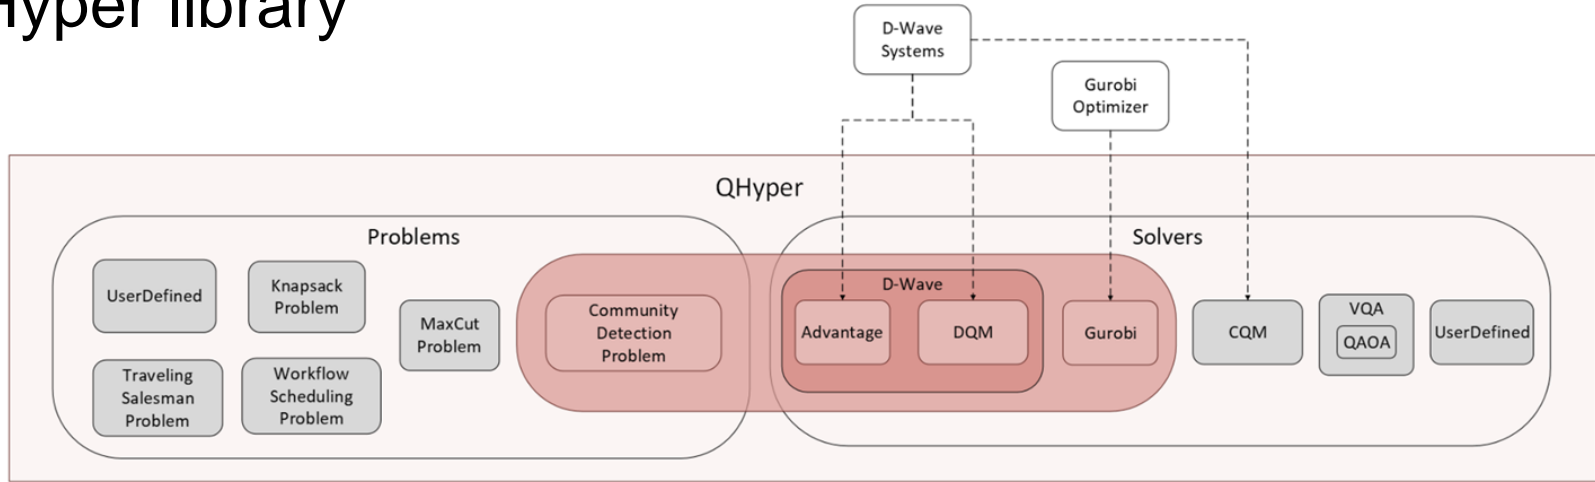 Hyper library
D-Wave
Systems
Gurobi
Optimizer
QHyper
Problems
UserDefined
Knapsack
Problem
MaxCut
Problem
Traveling
Salesman
Problem
Workflow
Scheduling
Problem
Community
Detection
Problem
Solvers
D-Wave
Advantage
DQM
Gurobi
CQM
VQA
QAOA
UserDefined